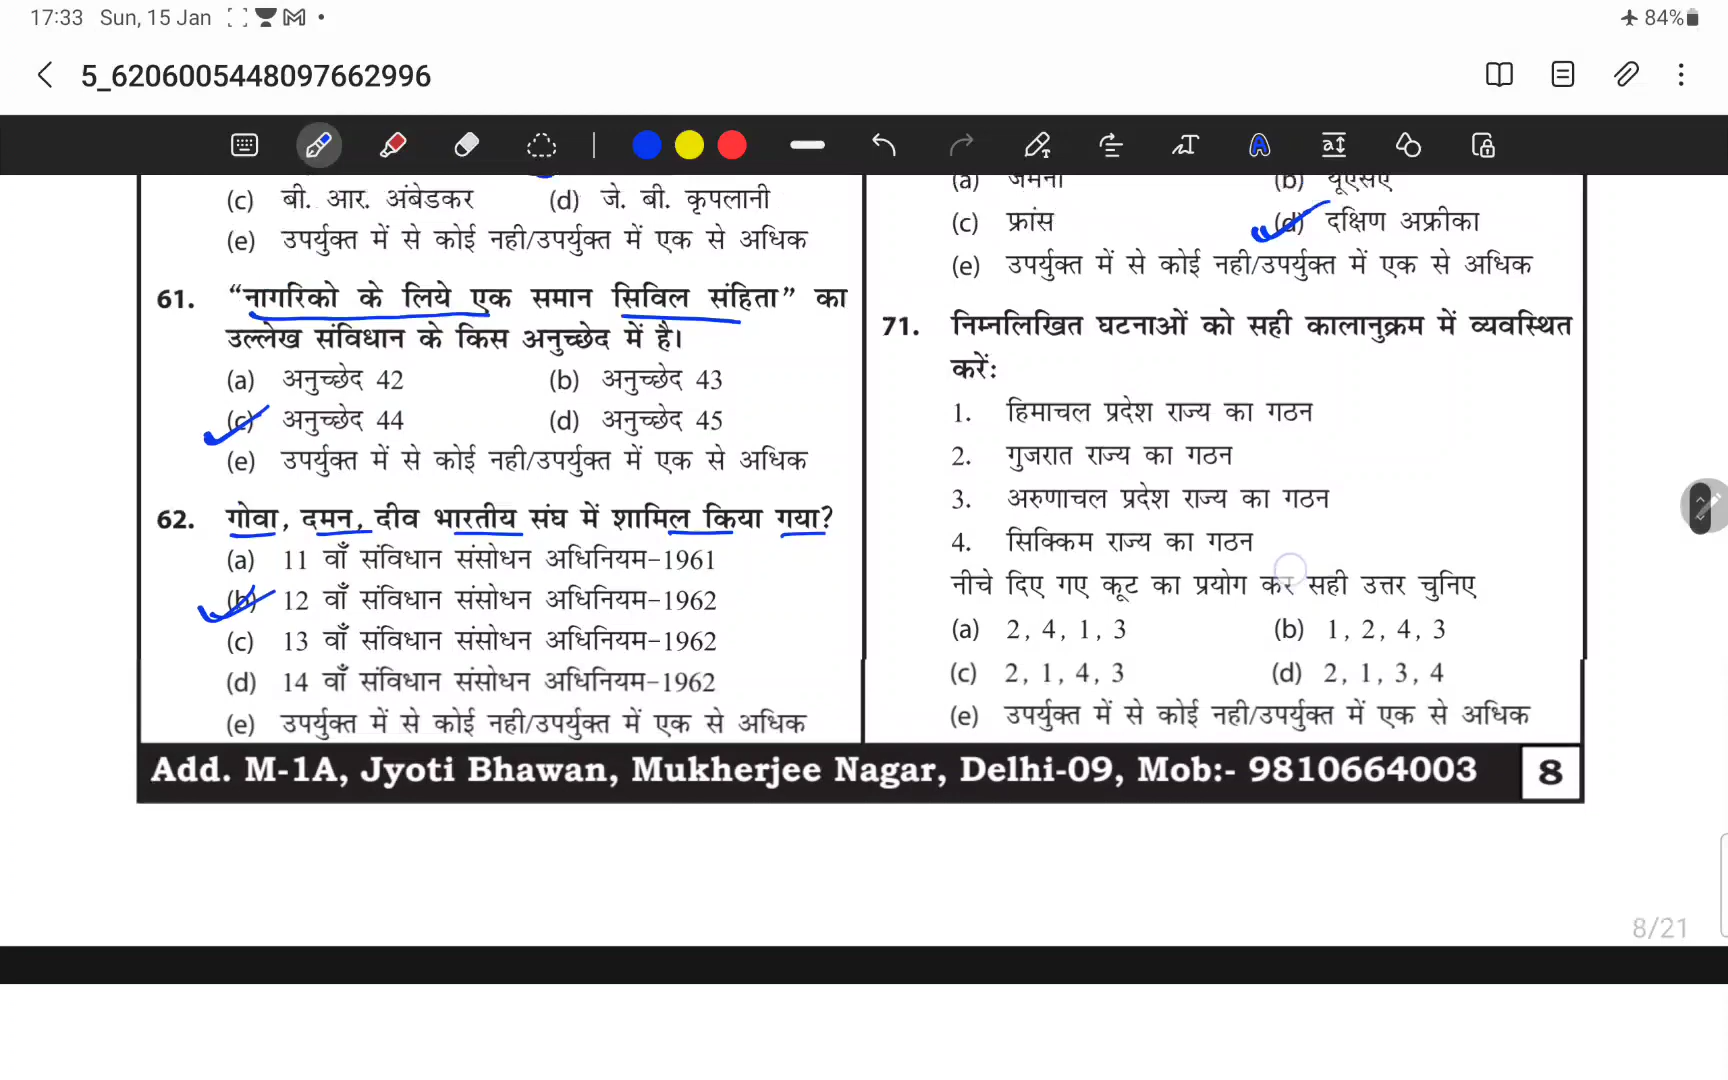 17:33 Sun, 15 Jan
84%
5_6206005448097662996
(c) बी. आर. अंबेडकर (d) जे. बी. कृपलानी
(e) उपर्युक्त में से कोई नही/उपर्युक्त में एक से अधिक
61. “नागरिको के लिये एक समान सिविल संहिता” का
उल्लेख संविधान के किस अनुच्छेद में है।
(a) अनुच्छेद 42 (b) अनुच्छेद 43
(c) अनुच्छेद 44 (d) अनुच्छेद 45
(e) उपर्युक्त में से कोई नही/उपर्युक्त में एक से अधिक
62. गोवा, दमन, दीव भारतीय संघ में शामिल किया गया?
(a) 11 वाँ संविधान संसोधन अधिनियम-1961
(b) 12 वाँ संविधान संसोधन अधिनियम-1962
(c) 13 वाँ संविधान संसोधन अधिनियम-1962
(d) 14 वाँ संविधान संसोधन अधिनियम-1962
(e) उपर्युक्त में से कोई नही/उपर्युक्त में एक से अधिक
(a) जर्मनी (b) यूएसए
(c) फ्रांस (d) दक्षिण अफ्रीका
(e) उपर्युक्त में से कोई नही/उपर्युक्त में एक से अधिक
71. निम्नलिखित घटनाओं को सही कालानुक्रम में व्यवस्थित
करें:
1. हिमाचल प्रदेश राज्य का गठन
2. गुजरात राज्य का गठन
3. अरुणाचल प्रदेश राज्य का गठन
4. सिक्किम राज्य का गठन
नीचे दिए गए कूट का प्रयोग कर सही उत्तर चुनिए
(a) 2, 4, 1, 3 (b) 1, 2, 4, 3
(c) 2, 1, 4, 3 (d) 2, 1, 3, 4
(e) उपर्युक्त में से कोई नही/उपर्युक्त में एक से अधिक
Add. M-1A, Jyoti Bhawan, Mukherjee Nagar, Delhi-09, Mob:- 9810664003 8
8/21